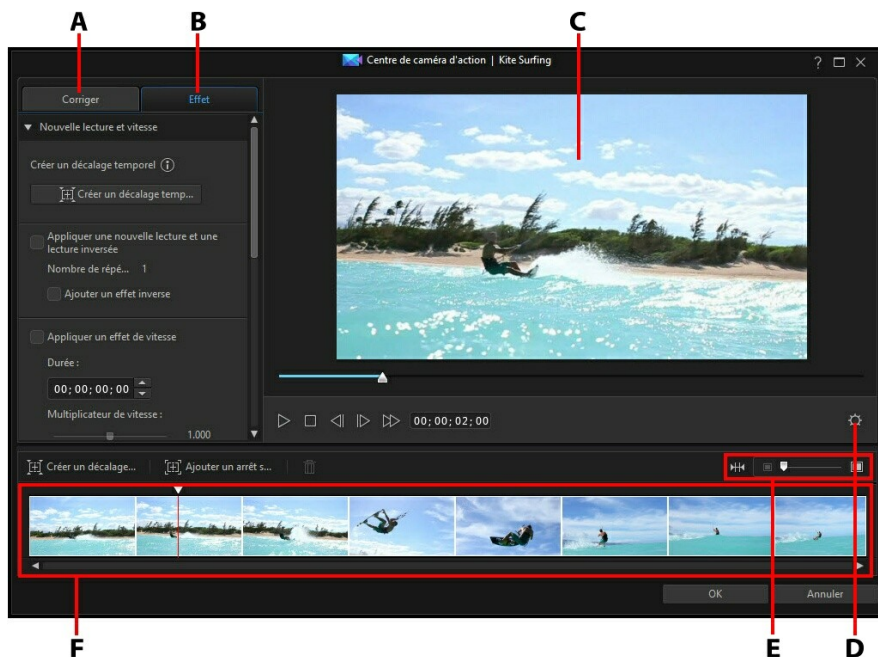 A
B
C
Centre de caméra d'action | Kite Surfing
?
Corriger
Effet
Nouvelle lecture et vitesse
Créer un décalage temporel
Créer un décalage temp...
Appliquer une nouvelle lecture et une
lecture inversée
Nombre de répé... 1
Ajouter un effet inverse
Appliquer un effet de vitesse
Durée :
00; 00; 00; 00
Multiplicateur de vitesse :
1.000
00; 00; 02; 00
Créer un décalage...
Ajouter un arrêt s...
OK
Annuler
F
E
D